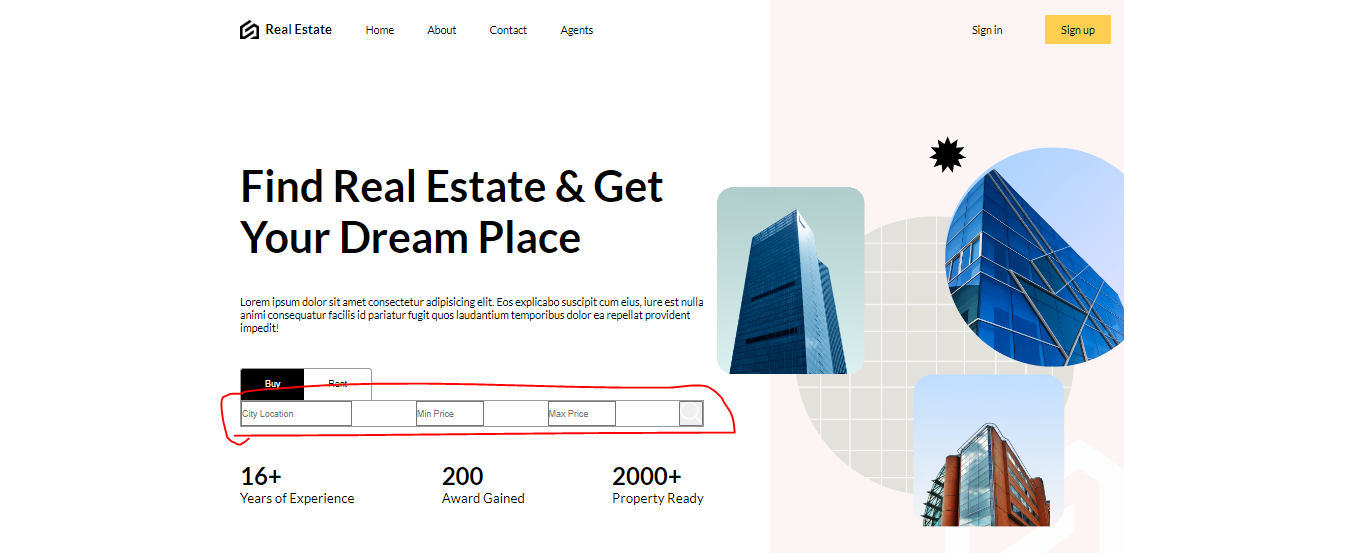 Real Estate
Home
About
Contact
Agents
Sign in
Sign up
Find Real Estate & Get
Your Dream Place
Lorem ipsum dolor sit amet consectetur adipisicing elit. Eos explicabo suscipit cum eius, iure est nulla
animi consequatur facilis id pariatur fugit quos laudantium temporibus dolor ea repellat provident
impedit!
Buy
Rent
City Location
Min Price
Max Price
16+
Years of Experience
200
Award Gained
2000+
Property Ready